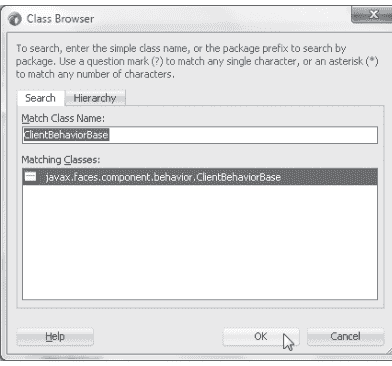 Class Browser
To search, enter the simple class name, or the package prefix to search by
package. Use a question mark (?) to match any single character, or an asterisk (*)
to match any number of characters.
Search Hierarchy
Match Class Name:
ClientBehaviorBase
Matching Classes:
javax.faces.component.behavior.ClientBehaviorBase
Help OK Cancel